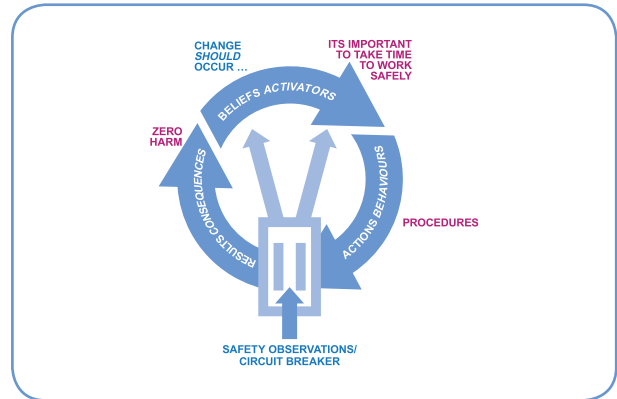 CHANGE
SHOULD
OCCUR ...
ITS IMPORTANT
TO TAKE TIME
TO WORK
SAFELY
BELIEFS ACTIVATORS
ZERO
HARM
ACTIONS BEHAVIOURS
RESULTS CONSEQUENCES
PROCEDURES
SAFETY OBSERVATIONS/
CIRCUIT BREAKER